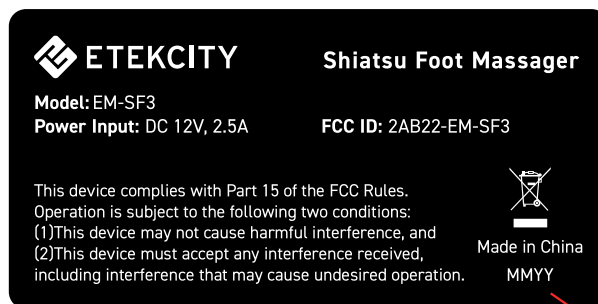 ETEKCITY
Shiatsu Foot Massager
Model: EM-SF3
Power Input: DC 12V, 2.5A
FCC ID: 2AB22-EM-SF3
This device complies with Part 15 of the FCC Rules.
Operation is subject to the following two conditions:
(1)This device may not cause harmful interference, and
(2)This device must accept any interference received,
including interference that may cause undesired operation.
Made in China
MMYY